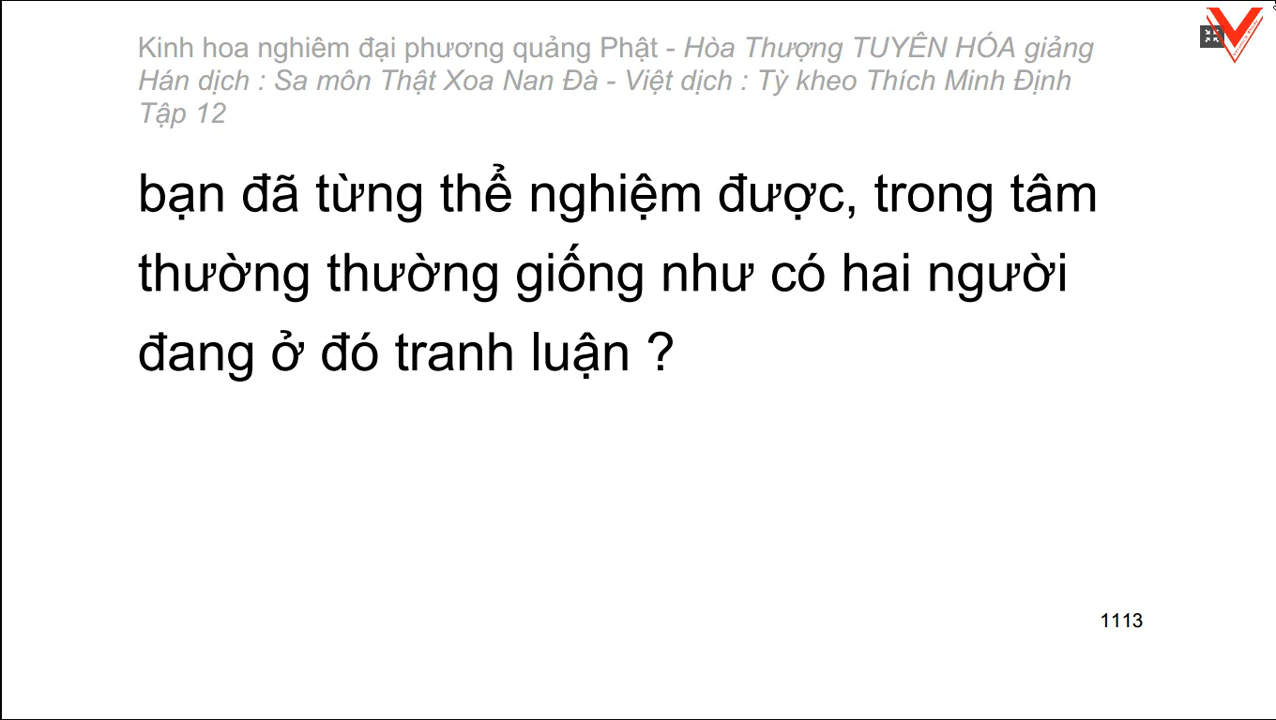 Kinh hoa nghiêm đại phương quảng Phật - Hòa Thượng TUYÊN HÓA giảng
Hán dịch : Sa môn Thật Xoa Nan Đà - Việt dịch : Tỳ kheo Thích Minh Định
Tập 12
bạn đã từng thể nghiệm được, trong tâm
thường thường giống như có hai người
đang ở đó tranh luận ?
1113